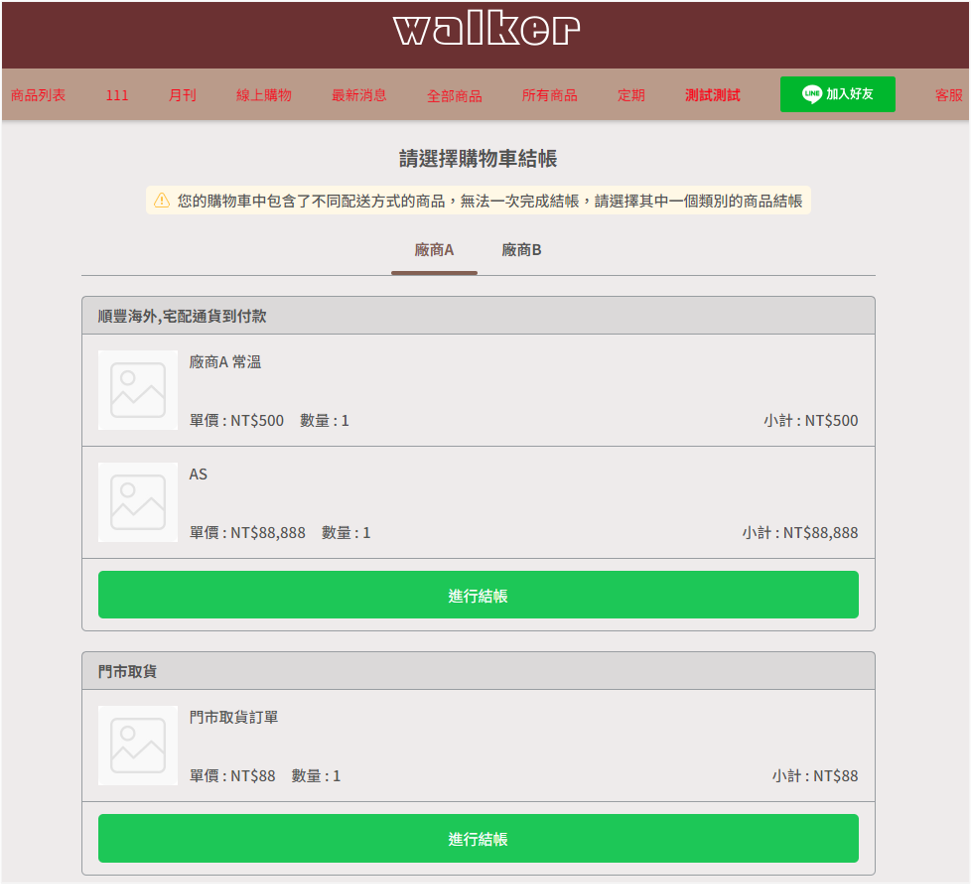 walker
商品列表 111 月刊 線上購物 最新消息 全部商品 所有商品 定期 測試測試 LINE 加入好友 客服
請選擇購物車結帳
您的購物車中包含了不同配送方式的商品，無法一次完成結帳，請選擇其中一個類別的商品結帳
廠商A 廠商B
順豐海外,宅配通貨到付款
廠商A 常溫
單價 : NT$500 數量 : 1 小計 : NT$500
AS
單價 : NT$88,888 數量 : 1 小計 : NT$88,888
進行結帳
門市取貨
門市取貨訂單
單價 : NT$88 數量 : 1 小計 : NT$88
進行結帳